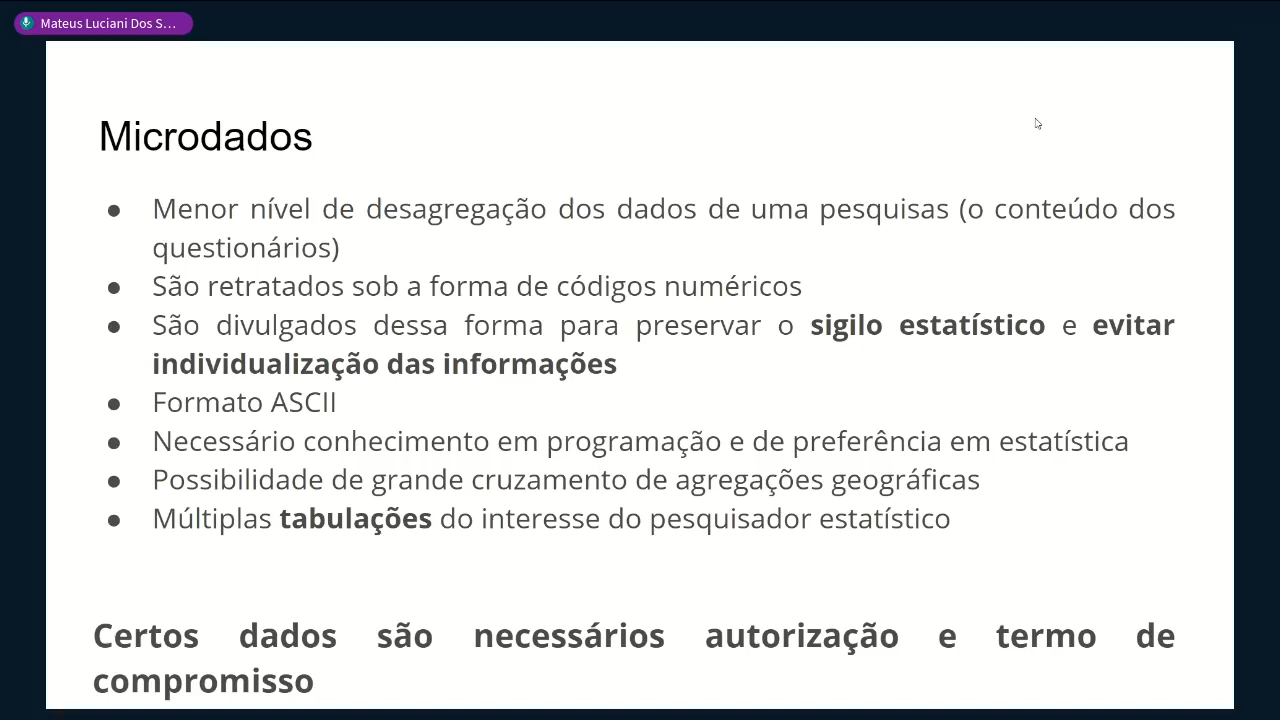 Mateus Luciani Dos S...
Microdados
● Menor nível de desagregação dos dados de uma pesquisas (o conteúdo dos
questionários)
● São retratados sob a forma de códigos numéricos
● São divulgados dessa forma para preservar o sigilo estatístico e evitar
individualização das informações
● Formato ASCII
● Necessário conhecimento em programação e de preferência em estatística
● Possibilidade de grande cruzamento de agregações geográficas
● Múltiplas tabulações do interesse do pesquisador estatístico
Certos dados são necessários autorização e termo de
compromisso